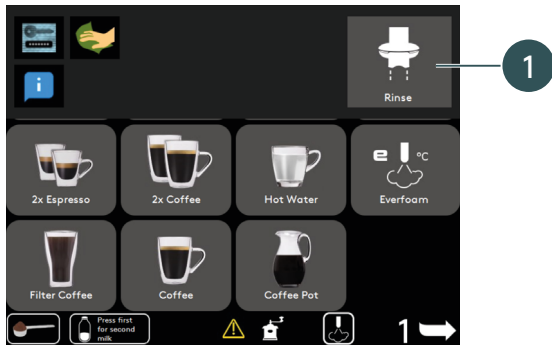 Rinse
1
2x Espresso
2x Coffee
Hot Water
e °C
Everfoam
Filter Coffee
Coffee
Coffee Pot
Press first
for second
milk
1